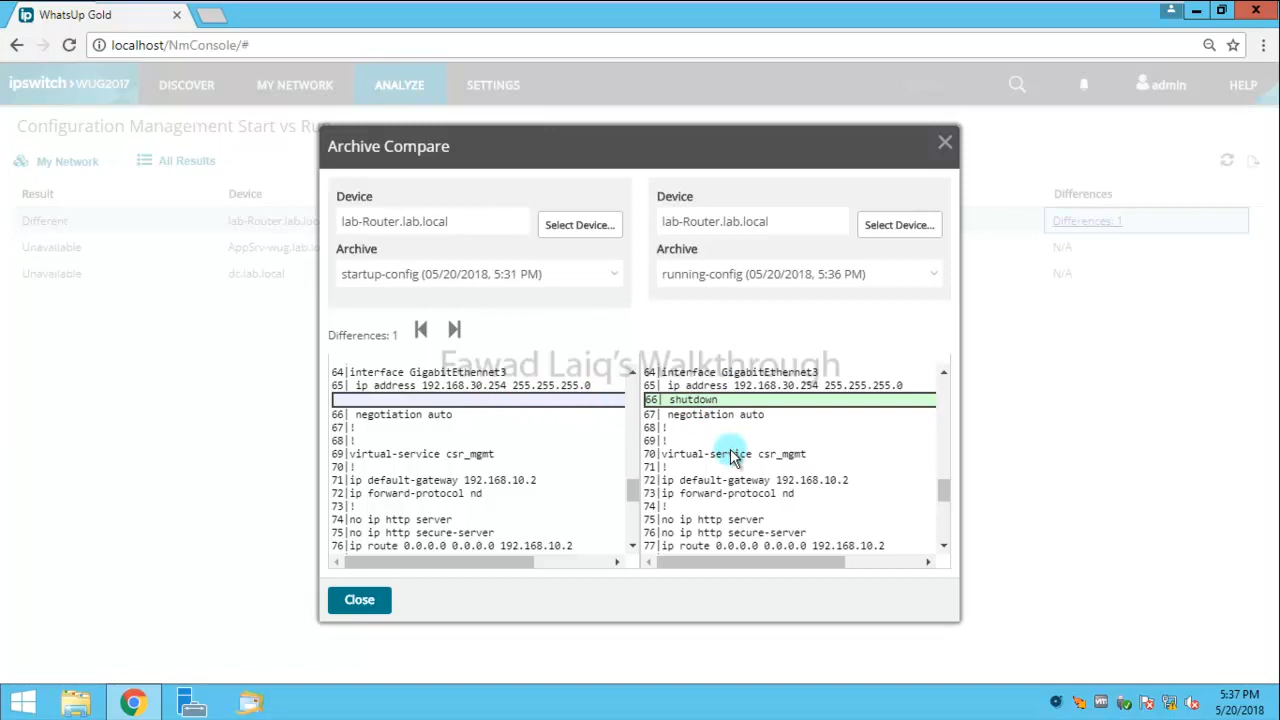 WhatsUp Gold
localhost/NmConsole/#
ipswitch WUG2017 DISCOVER MY NETWORK ANALYZE SETTINGS admin HELP
Configuration Management Start vs Ru
My Network All Results
Result Device Differences
Different lab-Router.lab.lo Differences: 1
Unavailable AppSrv-wug.lab.lo N/A
Unavailable dc.lab.local N/A
Archive Compare
Device Device
lab-Router.lab.local Select Device... lab-Router.lab.local Select Device...
Archive Archive
startup-config (05/20/2018, 5:31 PM) running-config (05/20/2018, 5:36 PM)
Differences: 1
Fawad Laiq's Walkthrough
64|interface GigabitEthernet3 64|interface GigabitEthernet3
65| ip address 192.168.30.254 255.255.255.0 65| ip address 192.168.30.254 255.255.255.0
66| shutdown
66| negotiation auto 67| negotiation auto
67|! 68|!
68|! 69|!
69|virtual-service csr_mgmt 70|virtual-service csr_mgmt
70|! 71|!
71|ip default-gateway 192.168.10.2 72|ip default-gateway 192.168.10.2
72|ip forward-protocol nd 73|ip forward-protocol nd
73|! 74|!
74|no ip http server 75|no ip http server
75|no ip http secure-server 76|no ip http secure-server
76|ip route 0.0.0.0 0.0.0.0 192.168.10.2 77|ip route 0.0.0.0 0.0.0.0 192.168.10.2
Close
5:37 PM
5/20/2018